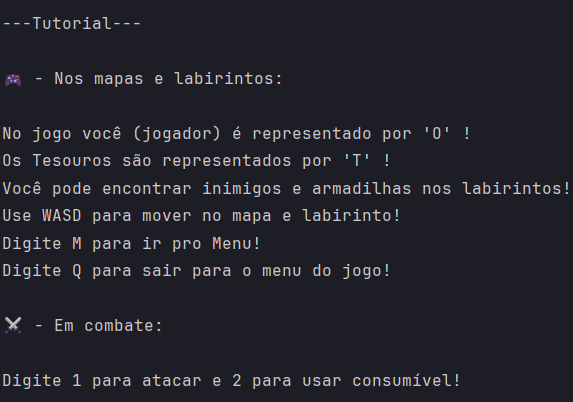 ---Tutorial---
🎮 - Nos mapas e labirintos:
No jogo você (jogador) é representado por 'O' !
Os Tesouros são representados por 'T' !
Você pode encontrar inimigos e armadilhas nos labirintos!
Use WASD para mover no mapa e labirinto!
Digite M para ir pro Menu!
Digite Q para sair para o menu do jogo!
⚔️ - Em combate:
Digite 1 para atacar e 2 para usar consumível!